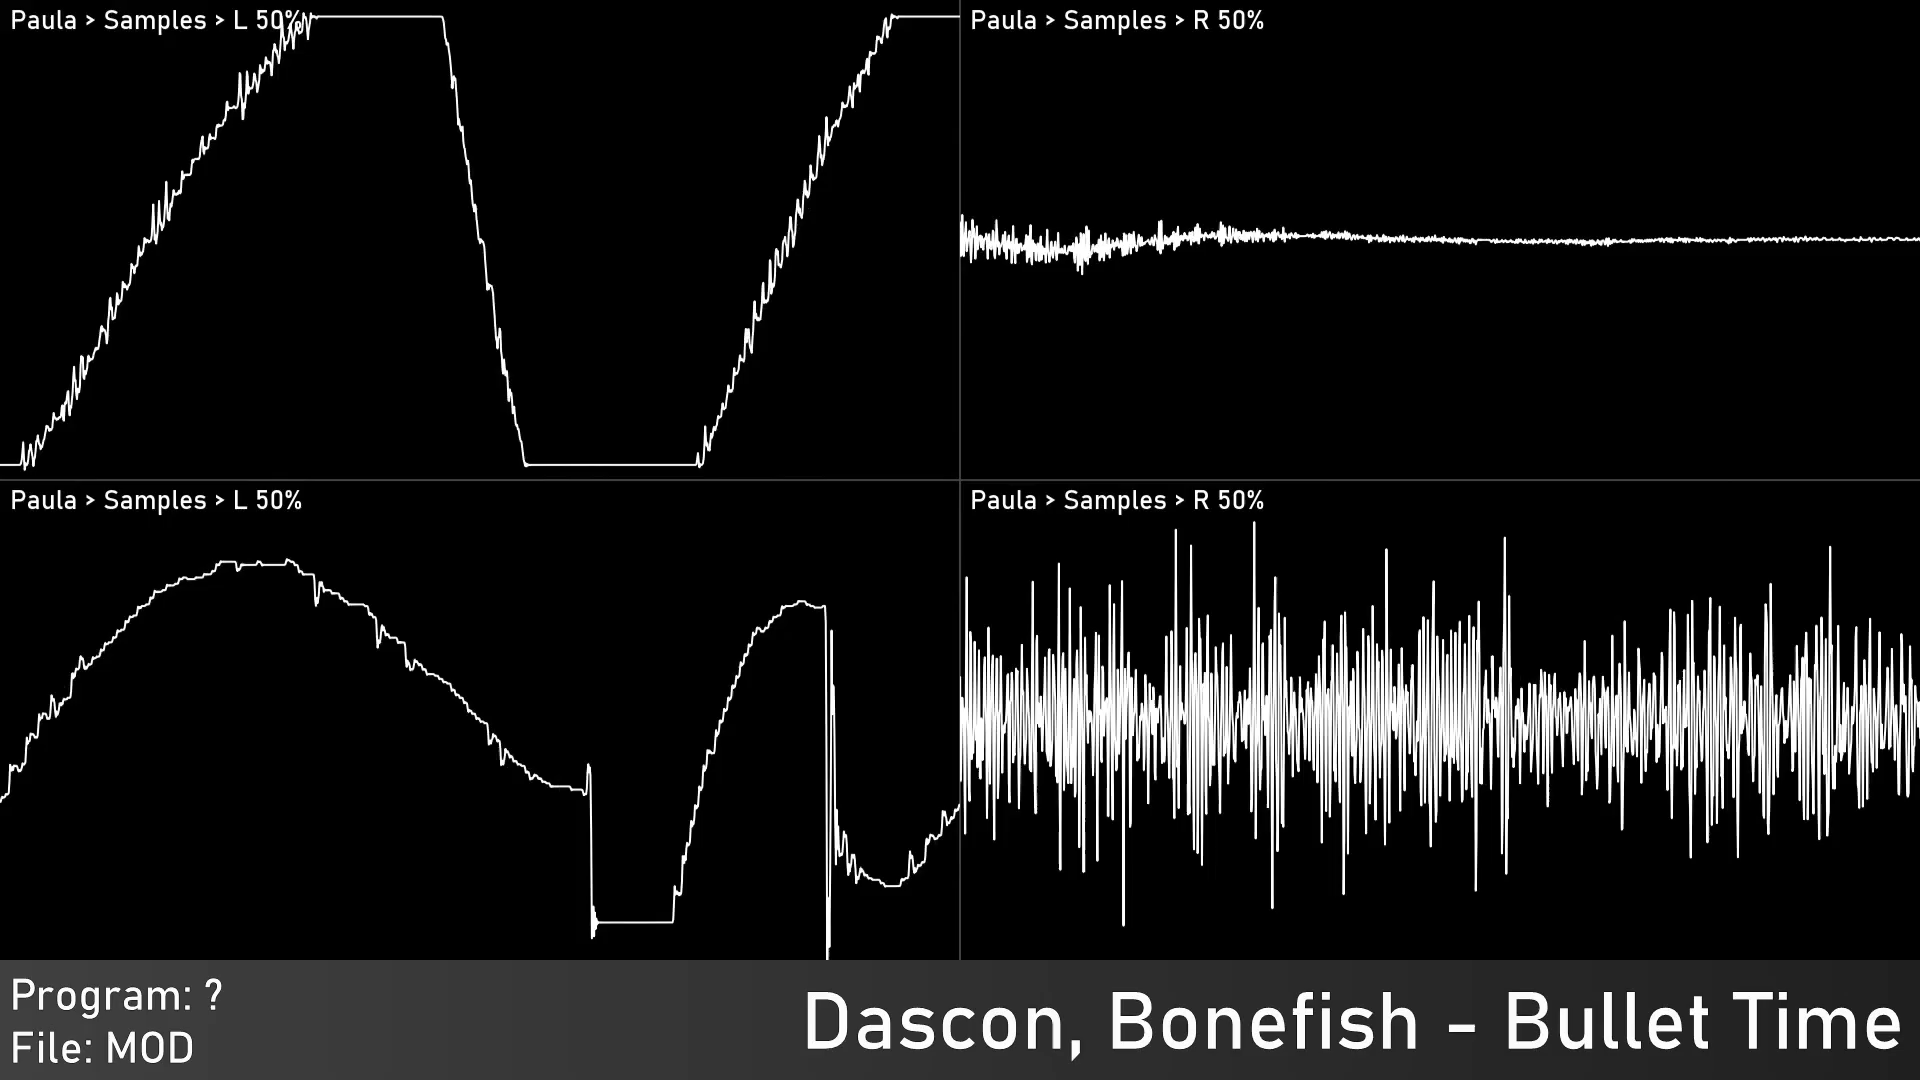 Paula > Samples > L 50%
Paula > Samples > R 50%
Paula > Samples > L 50%
Paula > Samples > R 50%
Program: ?
File: MOD
Dascon, Bonefish - Bullet Time